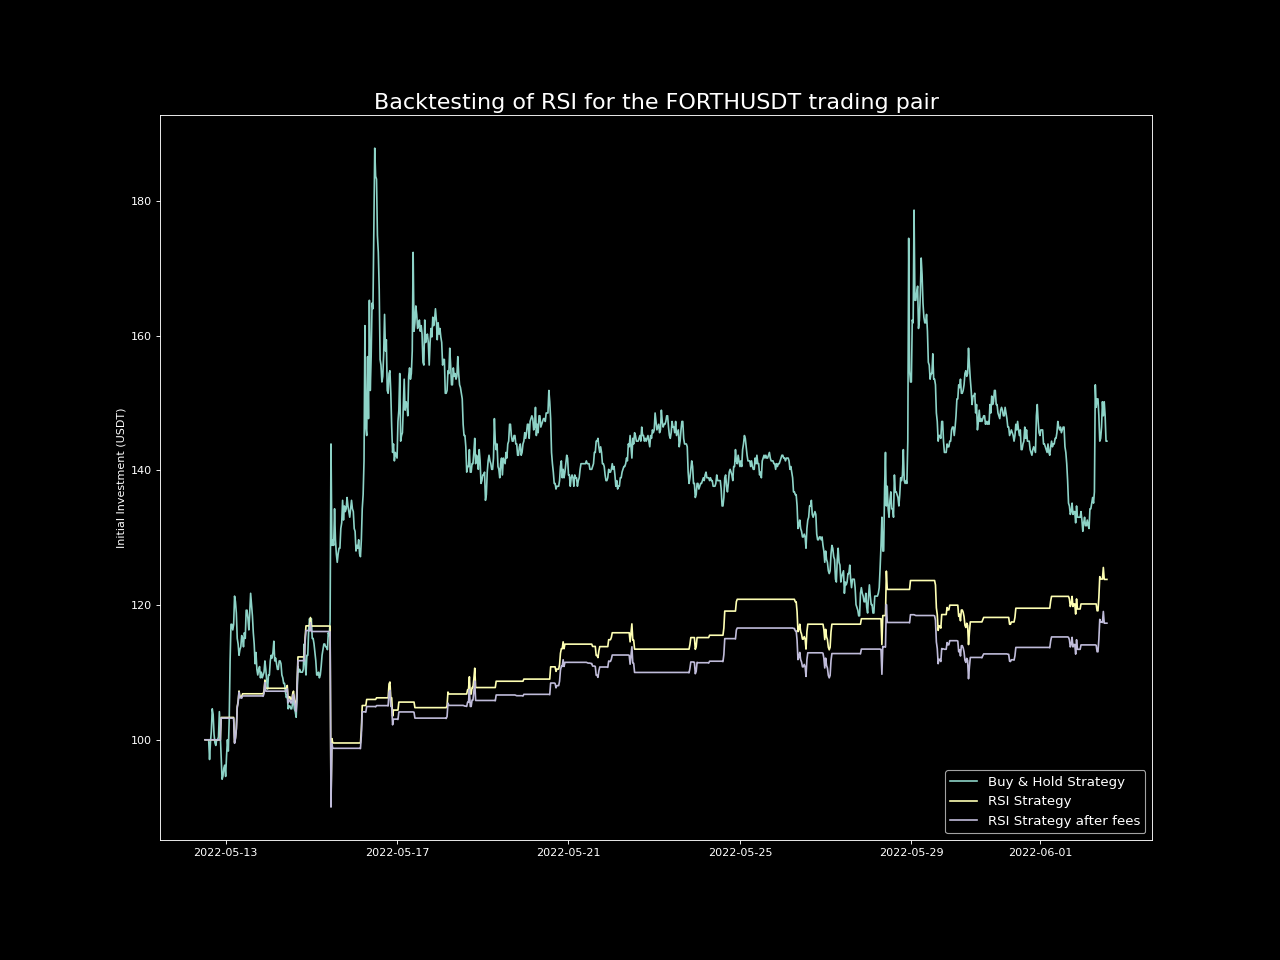 Backtesting of RSI for the FORTHUSDT trading pair
Initial Investment (USDT)
180
160
140
120
100
2022-05-13
2022-05-17
2022-05-21
2022-05-25
2022-05-29
2022-06-01
Buy & Hold Strategy
RSI Strategy
RSI Strategy after fees